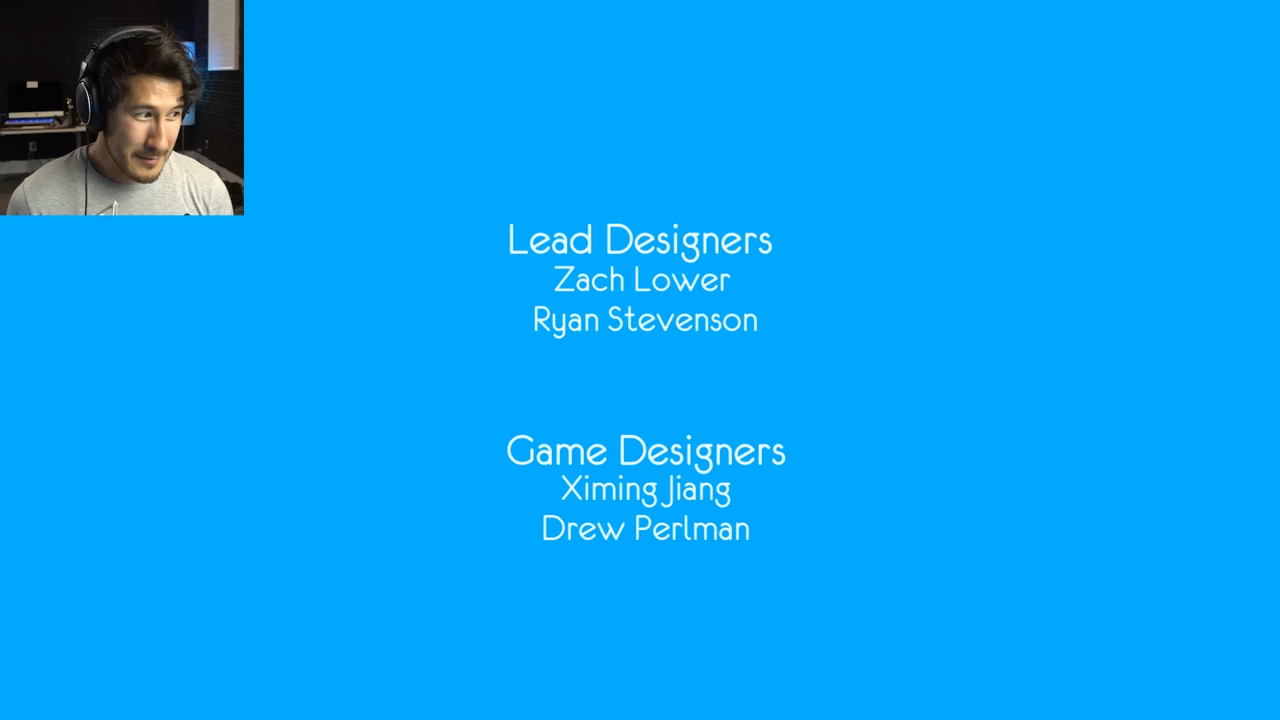 Lead Designers
Zach Lower
Ryan Stevenson
Game Designers
Ximing Jiang
Drew Perlman